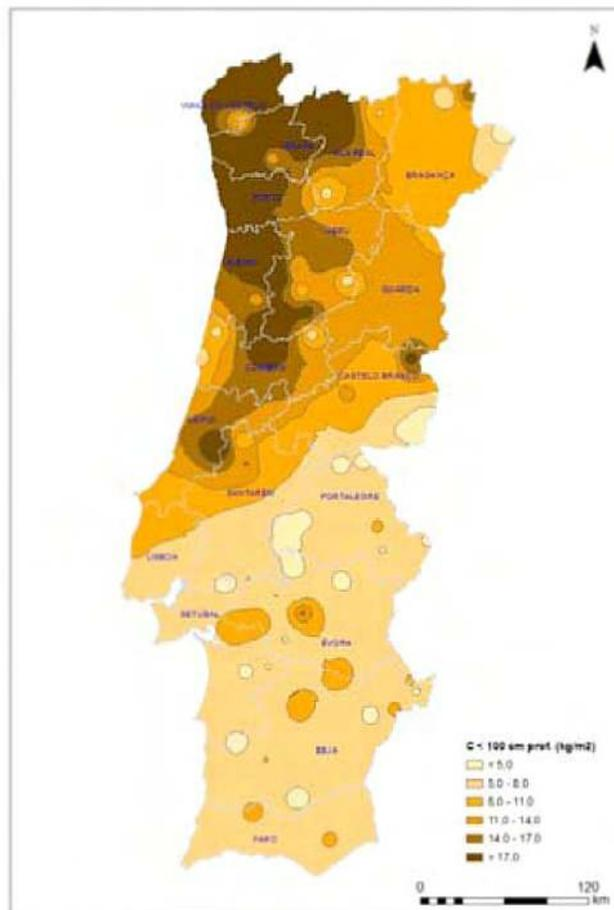 N
VIANA DO CASTELO
BRAGA
VILA REAL
BRAGANÇA
PORTO
VISEU
AVEIRO
GUARDA
COIMBRA
CASTELO BRANCO
LEIRIA
SANTARÉM
PORTALEGRE
LISBOA
SETUBAL
ÉVORA
BEJA
FARO
C < 100 cm prof. (kg/m2)
< 5,0
5,0 - 8,0
8,0 - 11,0
11,0 - 14,0
14,0 - 17,0
> 17,0
0 120
km